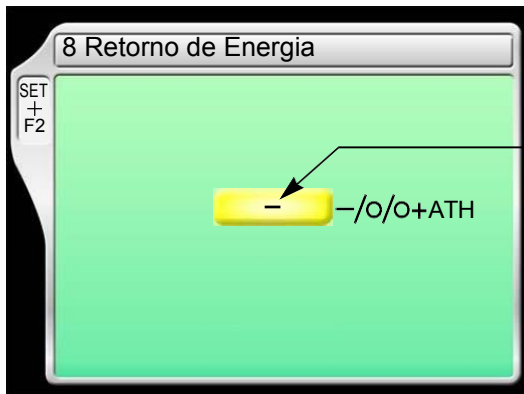 8 Retorno de Energia
SET
+
F2
− −/○/○+ATH